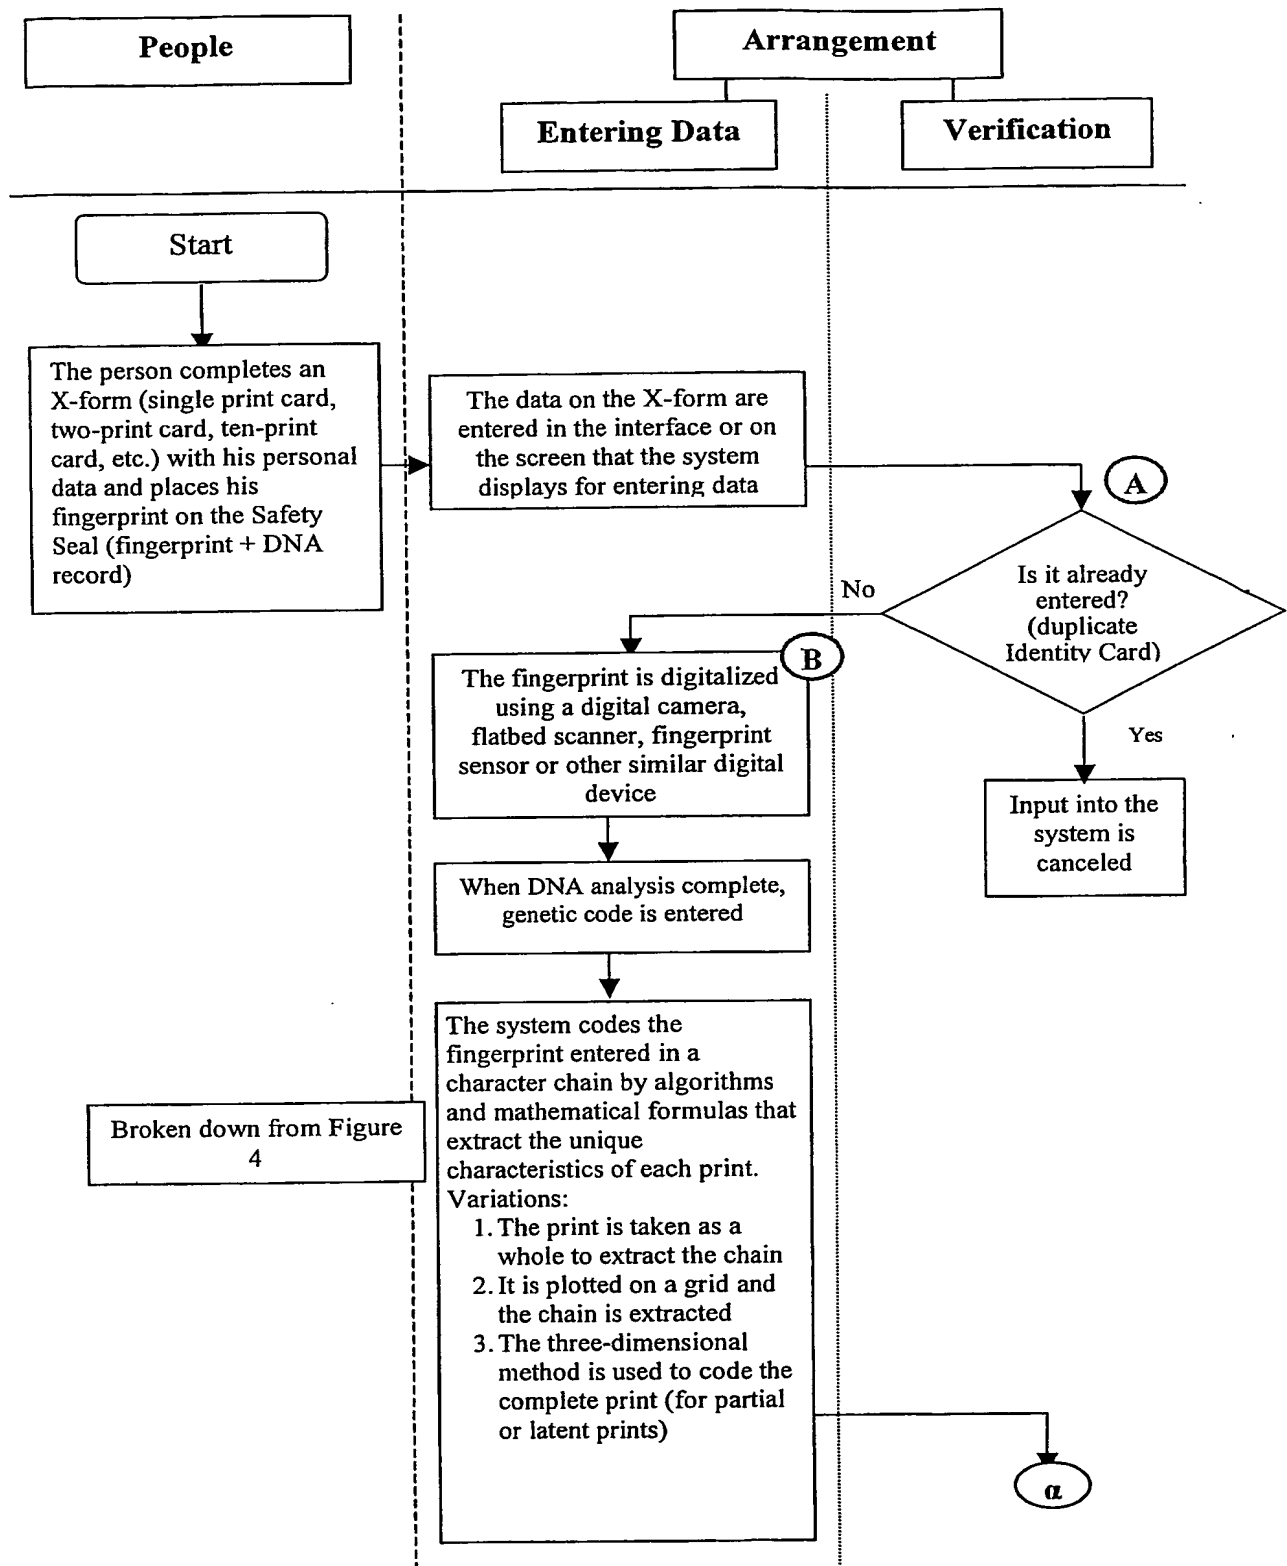 People
Arrangement
Entering Data
Verification
Start
The person completes an
X-form (single print card,
two-print card, ten-print
card, etc.) with his personal
data and places his
fingerprint on the Safety
Seal (fingerprint + DNA
record)
The data on the X-form are
entered in the interface or on
the screen that the system
displays for entering data
A
Is it already
entered?
(duplicate
Identity Card)
No
Yes
B
The fingerprint is digitalized
using a digital camera,
flatbed scanner, fingerprint
sensor or other similar digital
device
Input into the
system is
canceled
When DNA analysis complete,
genetic code is entered
The system codes the
fingerprint entered in a
character chain by algorithms
and mathematical formulas that
extract the unique
characteristics of each print.
Variations:
1. The print is taken as a
whole to extract the chain
2. It is plotted on a grid and
the chain is extracted
3. The three-dimensional
method is used to code the
complete print (for partial
or latent prints)
Broken down from Figure
4
α